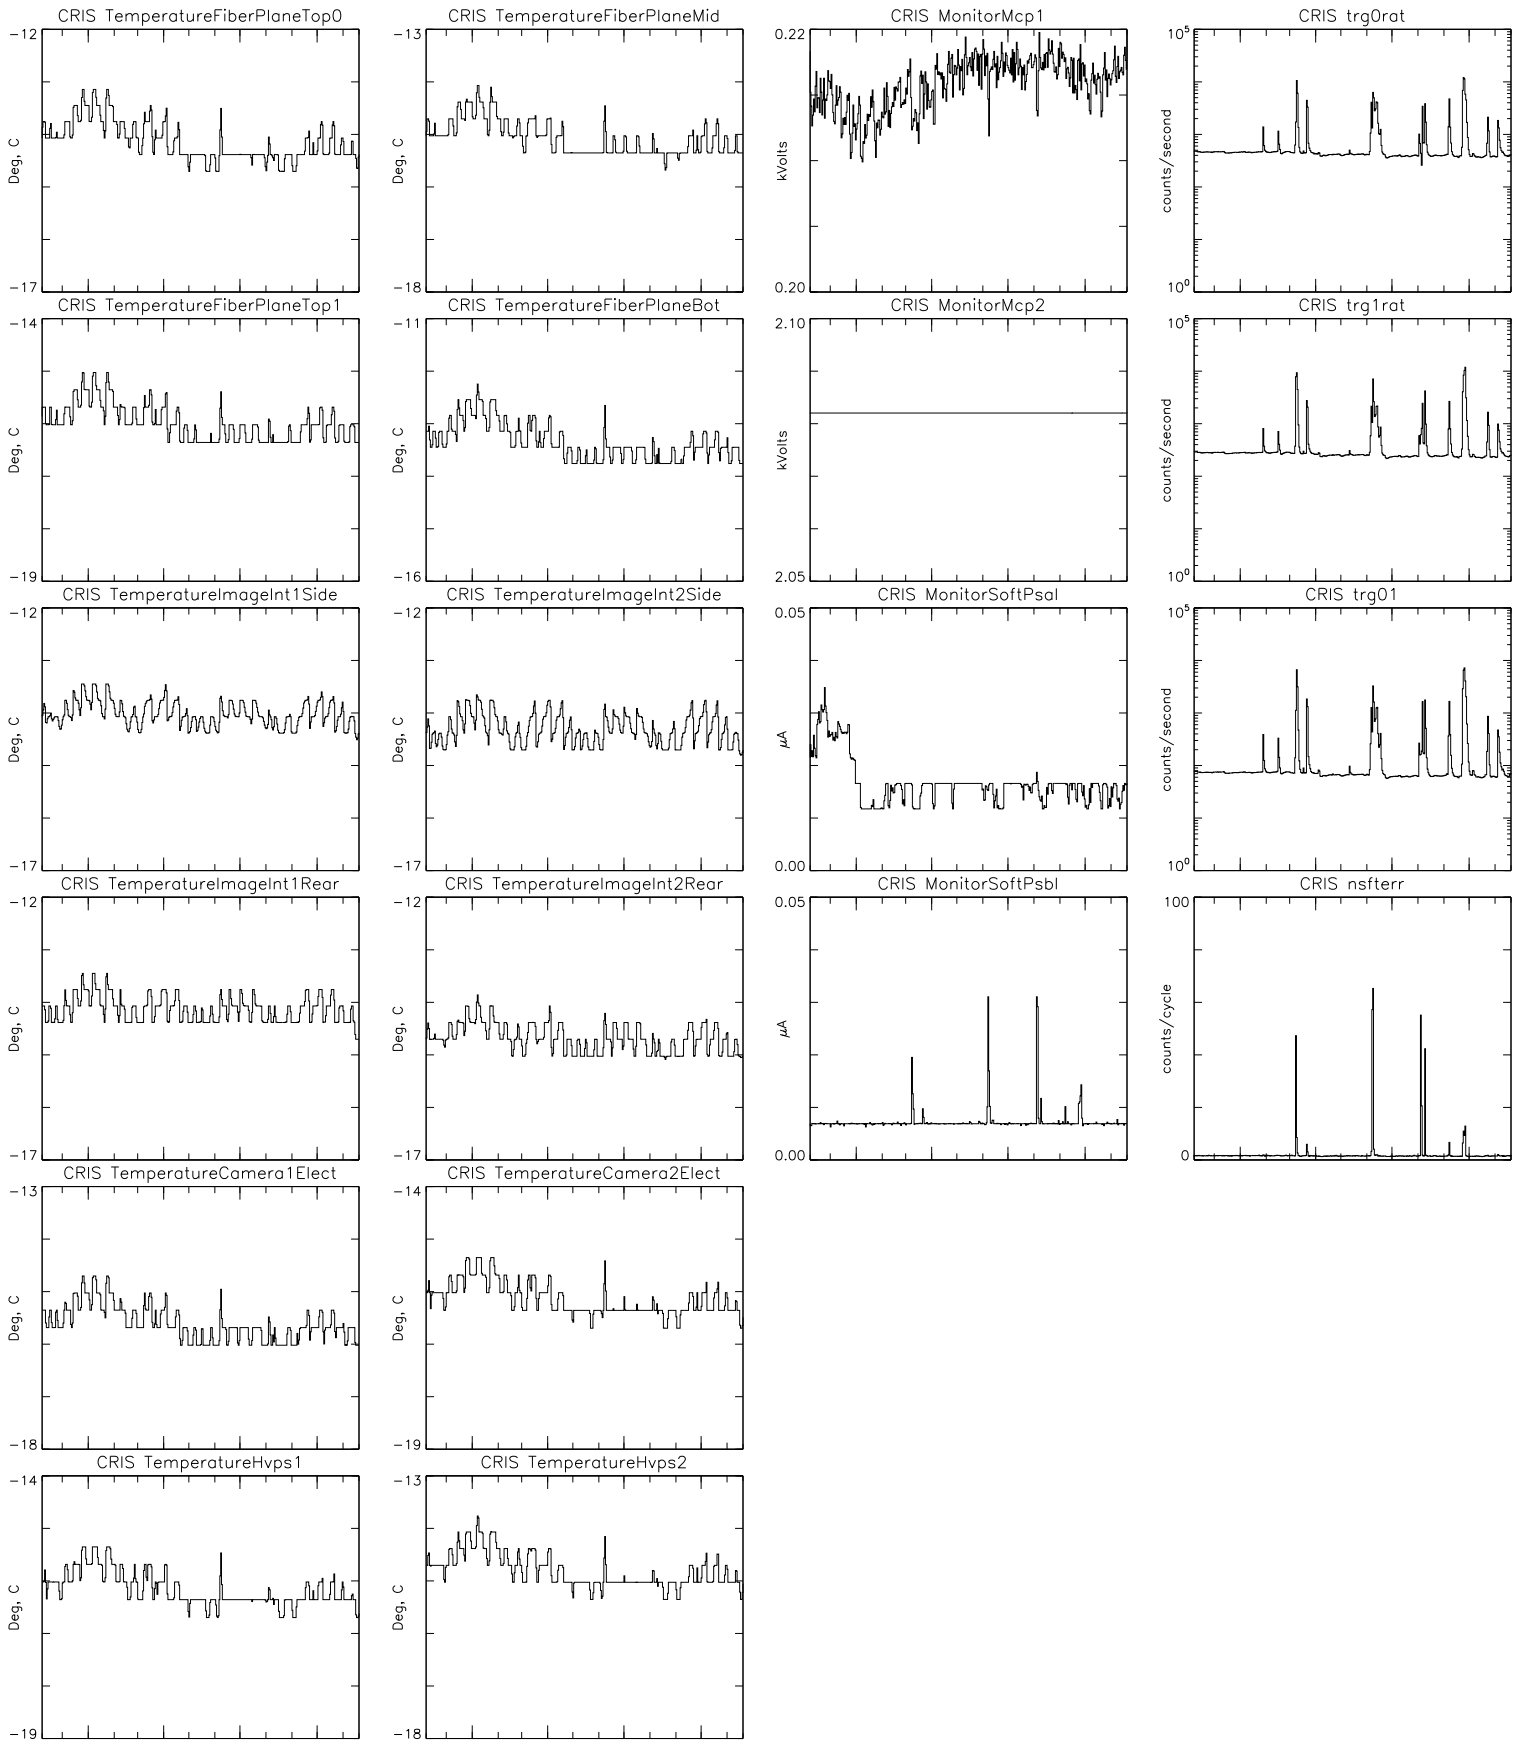 CRIS TemperatureFiberPlaneTop0
CRIS TemperatureFiberPlaneMid
CRIS MonitorMcp1
CRIS trg0rat
-12
-17
Deg, C
-13
-18
Deg, C
0.22
0.20
kVolts
10^5
10^0
counts/second
CRIS TemperatureFiberPlaneTop1
CRIS TemperatureFiberPlaneBot
CRIS MonitorMcp2
CRIS trg1rat
-14
-19
Deg, C
-11
-16
Deg, C
2.10
2.05
kVolts
10^5
10^0
counts/second
CRIS TemperatureImageInt1Side
CRIS TemperatureImageInt2Side
CRIS MonitorSoftPsaI
CRIS trg01
-12
-17
Deg, C
-12
-17
Deg, C
0.05
0.00
μA
10^5
10^0
counts/second
CRIS TemperatureImageInt1Rear
CRIS TemperatureImageInt2Rear
CRIS MonitorSoftPsbI
CRIS nsfterr
-12
-17
Deg, C
-12
-17
Deg, C
0.05
0.00
μA
100
0
counts/cycle
CRIS TemperatureCamera1Elect
CRIS TemperatureCamera2Elect
-13
-18
Deg, C
-14
-19
Deg, C
CRIS TemperatureHvps1
CRIS TemperatureHvps2
-14
-19
Deg, C
-13
-18
Deg, C